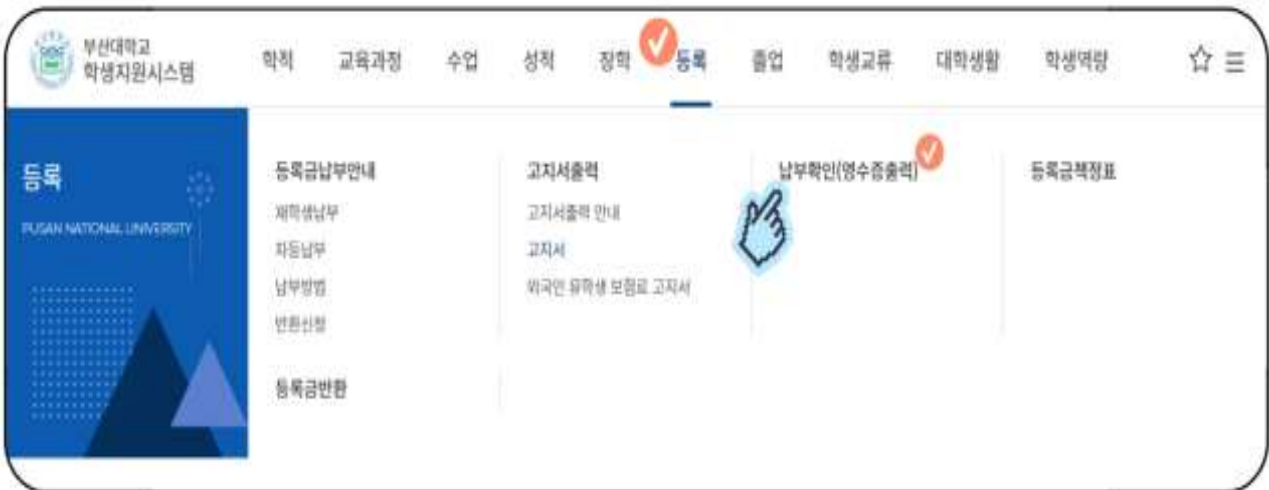 부산대학교
학생지원시스템
학적 교육과정 수업 성적 장학 등록 졸업 학생교류 대학생활 학생역량
등록
PUSAN NATIONAL UNIVERSITY
등록금납부안내
재학생납부
차등납부
납부방법
반환신청
등록금반환
고지서출력
고지서출력 안내
고지서
외국인 유학생 보험료 고지서
납부확인(영수증출력)
등록금책정표